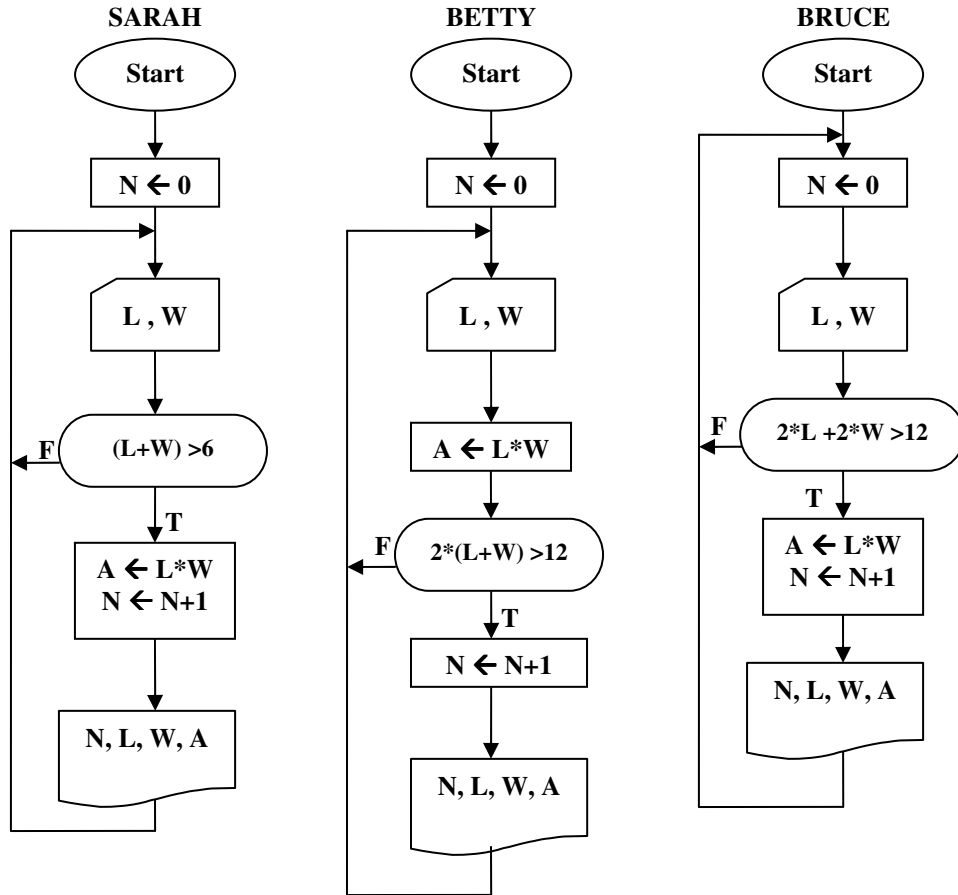 SARAH
Start
N ← 0
L , W
(L+W) >6
F
T
A ← L*W
N ← N+1
N, L, W, A
BETTY
Start
N ← 0
L, W
A ← L*W
2*(L+W) >12
F
T
N ← N+1
N, L, W, A
BRUCE
Start
N ← 0
L, W
2*L +2*W >12
F
T
A ← L*W
N ← N+1
N, L, W, A